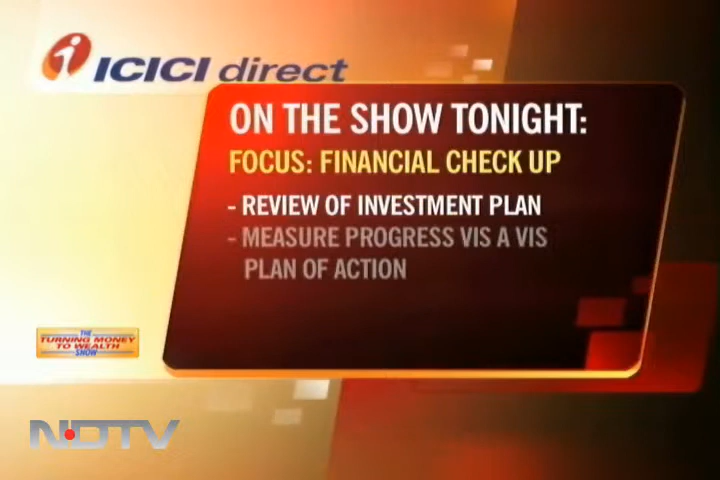 ICICI direct
ON THE SHOW TONIGHT:
FOCUS: FINANCIAL CHECK UP
- REVIEW OF INVESTMENT PLAN
- MEASURE PROGRESS VIS A VIS
PLAN OF ACTION
THE
TURNING MONEY
TO WEALTH
SHOW
NDTV